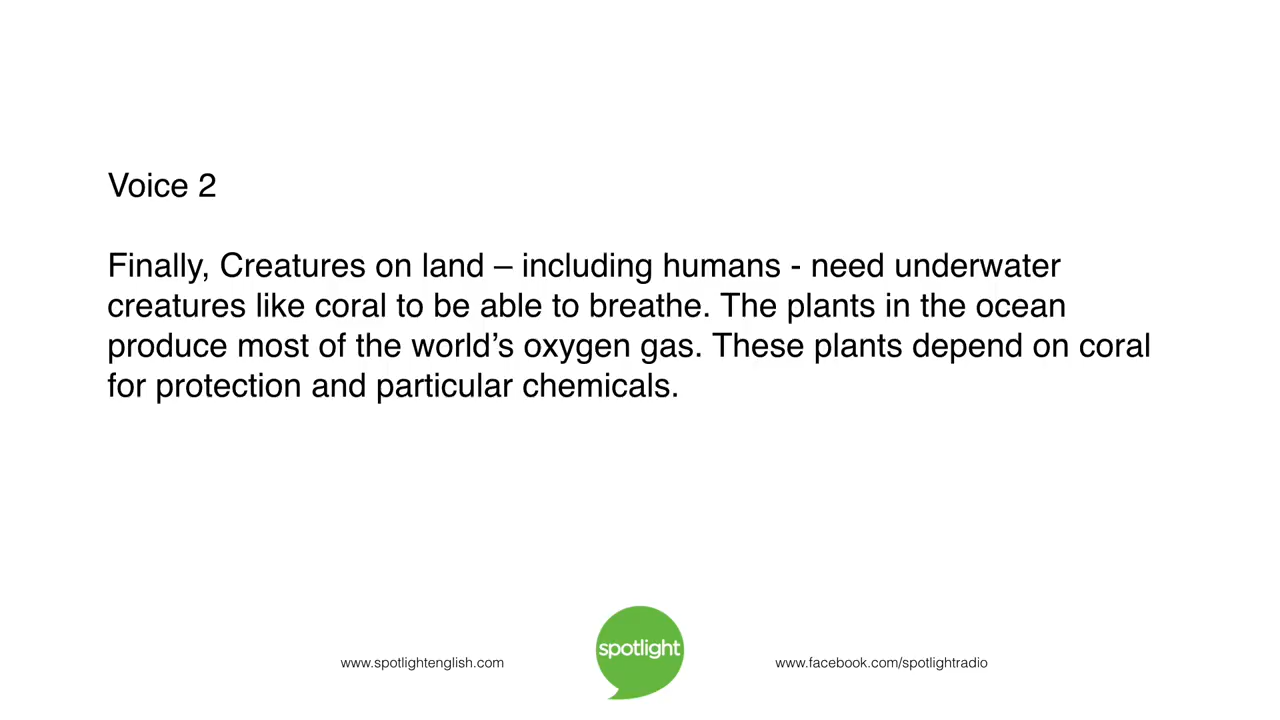 Voice 2
Finally, Creatures on land – including humans - need underwater
creatures like coral to be able to breathe. The plants in the ocean
produce most of the world’s oxygen gas. These plants depend on coral
for protection and particular chemicals.
spotlight
www.spotlightenglish.com
www.facebook.com/spotlightradio